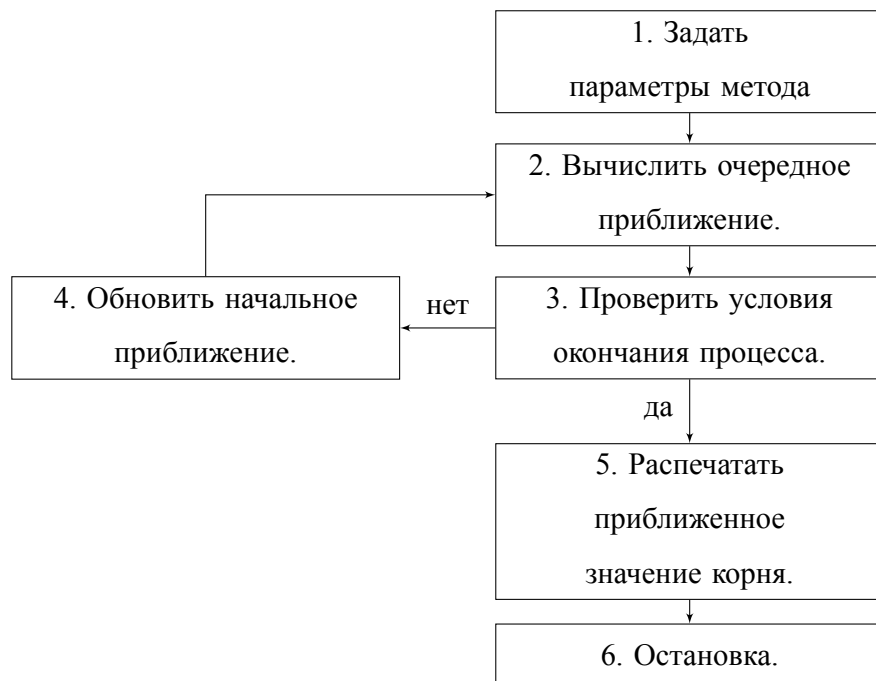 1. Задать
параметры метода
2. Вычислить очередное
приближение.
3. Проверить условия
окончания процесса.
нет
4. Обновить начальное
приближение.
да
5. Распечатать
приближенное
значение корня.
6. Остановка.